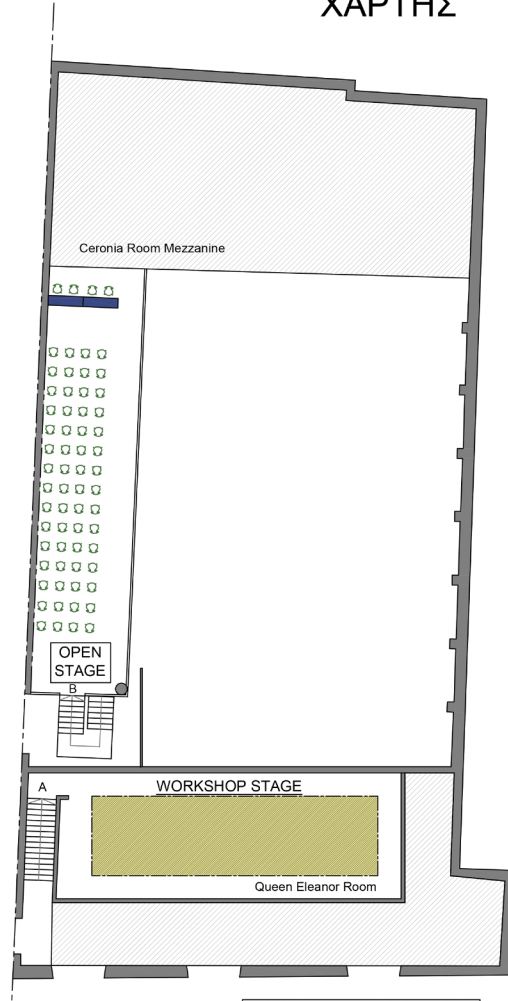 ΧΑΡΤΗΣ
Ceronia Room Mezzanine
OPEN
STAGE
B
A
WORKSHOP STAGE
Queen Eleanor Room